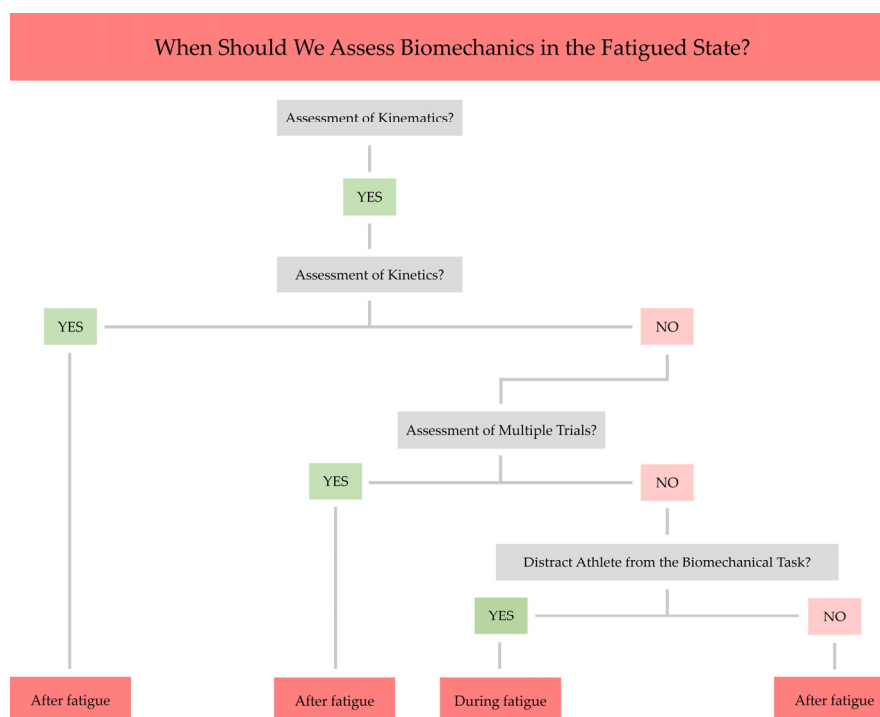 When Should We Assess Biomechanics in the Fatigued State?
Assessment of Kinematics?
YES
Assessment of Kinetics?
YES
NO
Assessment of Multiple Trials?
YES
NO
Distract Athlete from the Biomechanical Task?
YES
NO
After fatigue
After fatigue
During fatigue
After fatigue